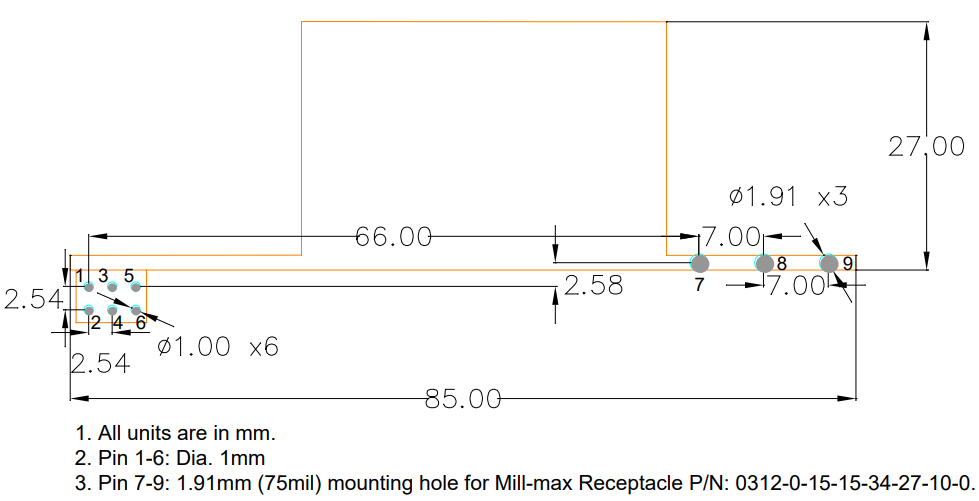 27.00
Ø1.91 x3
66.00
7.00
1 3 5
8
9
2.58
7
7.00
2.54
2 4 6
Ø1.00 x6
2.54
85.00
1. All units are in mm.
2. Pin 1-6: Dia. 1mm
3. Pin 7-9: 1.91mm (75mil) mounting hole for Mill-max Receptacle P/N: 0312-0-15-15-34-27-10-0.